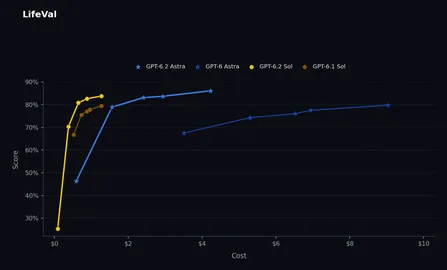 LifeVal
GPT-6.2 Astra GPT-6 Astra GPT-6.2 Sol GPT-6.1 Sol
90%
80%
70%
60%
50%
40%
30%
Score
$0 $2 $4 $6 $8 $10
Cost